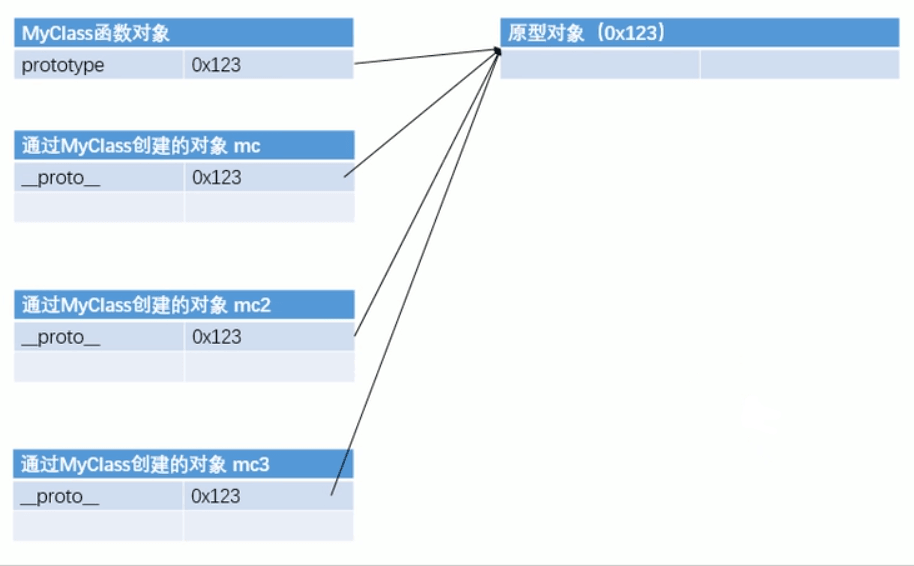 MyClass函数对象
prototype 0x123
原型对象（0x123）
通过MyClass创建的对象 mc
__proto__ 0x123
通过MyClass创建的对象 mc2
__proto__ 0x123
通过MyClass创建的对象 mc3
__proto__ 0x123